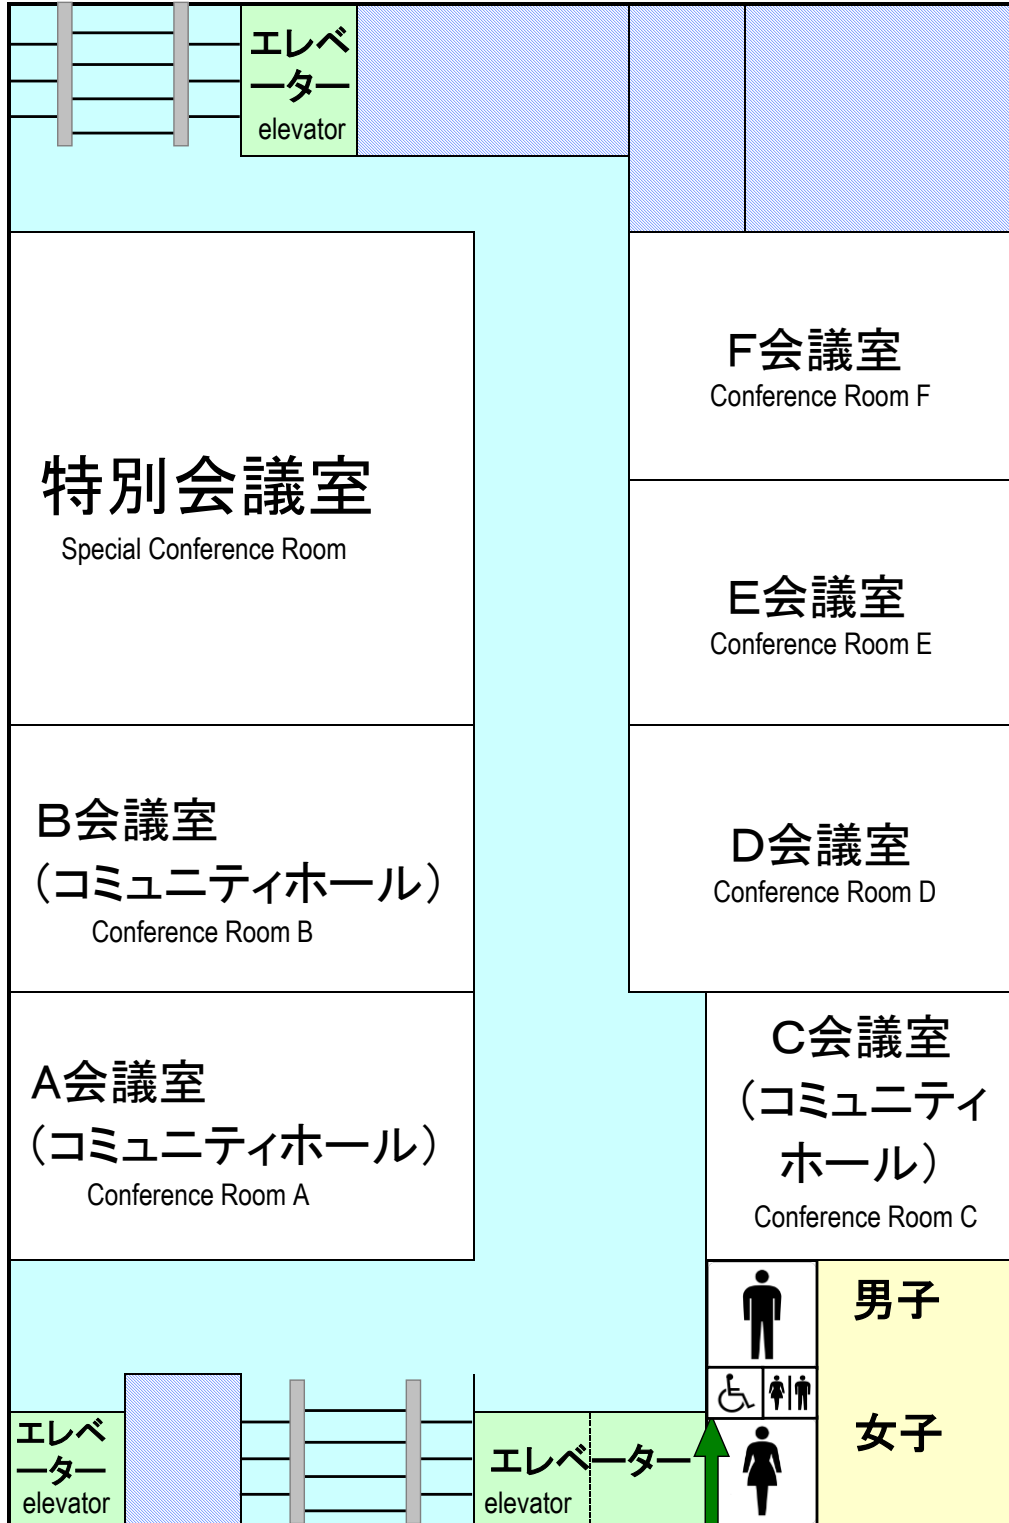 エレベ
ーター
elevator
F会議室
Conference Room F
特別会議室
Special Conference Room
E会議室
Conference Room E
B会議室
（コミュニティホール）
Conference Room B
D会議室
Conference Room D
A会議室
（コミュニティホール）
Conference Room A
C会議室
（コミュニティ
ホール）
Conference Room C
男子
女子
エレベ
ーター
elevator
エレベーター
elevator